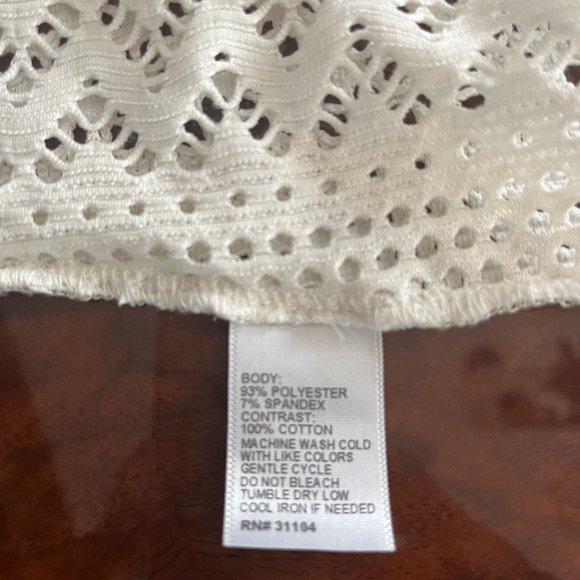 BODY:
93% POLYESTER
7% SPANDEX
CONTRAST:
100% COTTON
MACHINE WASH COLD
WITH LIKE COLORS
GENTLE CYCLE
DO NOT BLEACH
TUMBLE DRY LOW
COOL IRON IF NEEDED
RN# 31104